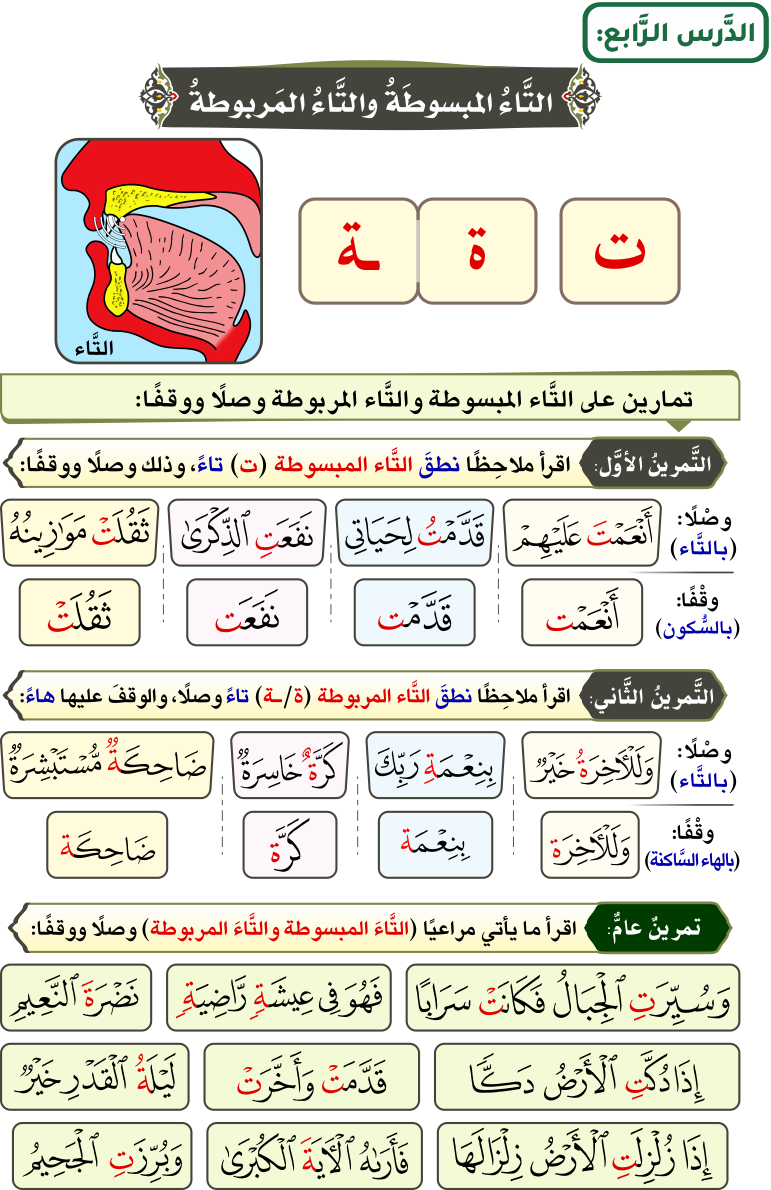 الدَّرس الرَّابع:
التَّاءُ المبسوطَةُ والتَّاءُ المَربوطةُ
ت ة ـة
التَّاء
تمارين على التَّاء المبسوطة والتَّاء المربوطة وصلًا ووقفًا:
التَّمرينُ الأوَّل: اقرأ ملاحِظًا نطقَ التَّاء المبسوطة (ت) تاءً، وذلك وصلًا ووقفًا:
وصْلًا: (بالتَّاء) أَنْعَمْتَ عَلَيْهِمْ قَدَّمْتُ لِحَيَاتِي نَفَعَتِ ٱلذِّكْرَىٰ ثَقُلَتْ مَوَٰزِينُهُۥ
وقْفًا: (بالسُّكون) أَنْعَمْت قَدَّمْت نَفَعَت ثَقُلَتْ
التَّمرينُ الثَّاني: اقرأ ملاحِظًا نطقَ التَّاء المربوطة (ة/ـة) تاءً وصلًا، والوقفَ عليها هاءً:
وصْلًا: (بالتَّاء) وَلَلْأَخِرَةُ خَيْرٌ بِنِعْمَةِ رَبِّكَ كَرَّةٌ خَاسِرَةٌ ضَاحِكَةٌ مُّسْتَبْشِرَةٌ
وقْفًا: (بالهاء السَّاكنة) وَلَلْأَخِرَة بِنِعْمَة كَرَّة ضَاحِكَة
تمرينٌ عامٌّ: اقرأ ما يأتي مراعيًا (التَّاءَ المبسوطة والتَّاءَ المربوطة) وصلًا ووقفًا:
وَسُيِّرَتِ ٱلْجِبَالُ فَكَانَتْ سَرَابًا فَهُوَ فِي عِيشَةٍ رَّاضِيَةٍ نَضْرَةَ ٱلنَّعِيمِ
إِذَا دُكَّتِ ٱلْأَرْضُ دَكًّا قَدَّمَتْ وَأَخَّرَتْ لَيْلَةُ ٱلْقَدْرِ خَيْرٌ
إِذَا زُلْزِلَتِ ٱلْأَرْضُ زِلْزَالَهَا فَأَرَىٰهُ ٱلْأَيَةَ ٱلْكُبْرَىٰ وَبُرِّزَتِ ٱلْجَحِيمُ